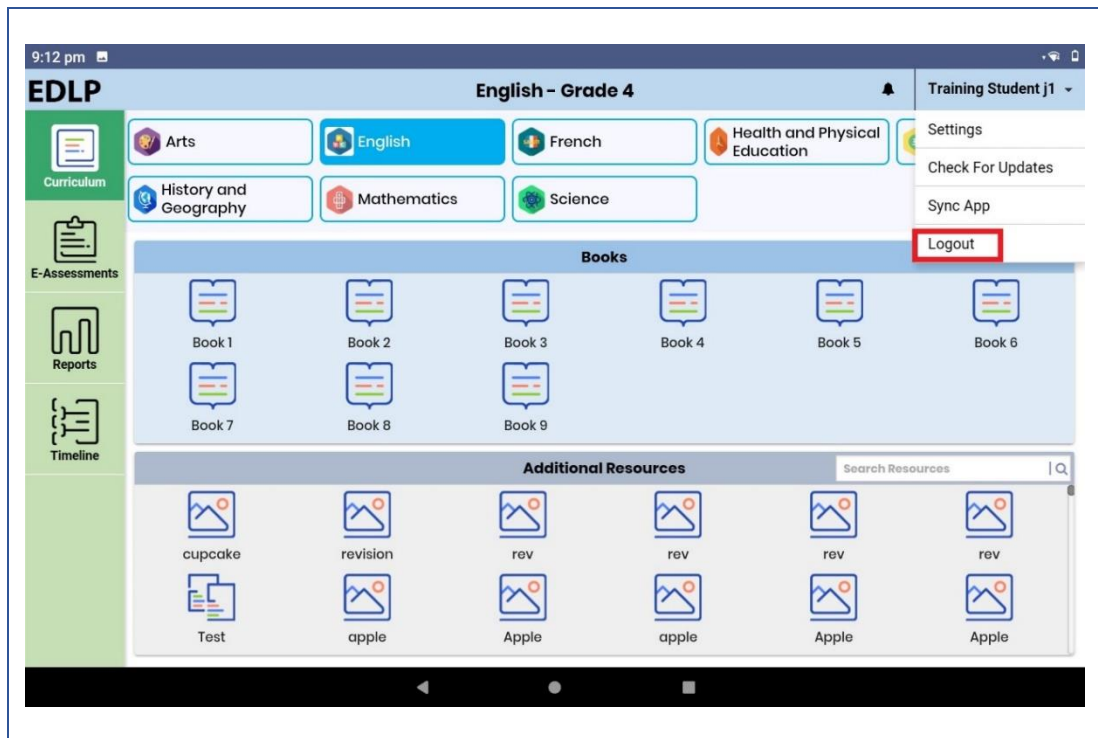 9:12 pm
EDLP
English - Grade 4
Training Student j1
Settings
Check For Updates
Sync App
Logout
Curriculum
E-Assessments
Reports
Timeline
Arts
English
French
Health and Physical
Education
History and
Geography
Mathematics
Science
Books
Book 1
Book 2
Book 3
Book 4
Book 5
Book 6
Book 7
Book 8
Book 9
Additional Resources
Search Resources
cupcake
revision
rev
rev
rev
rev
Test
apple
Apple
apple
Apple
Apple